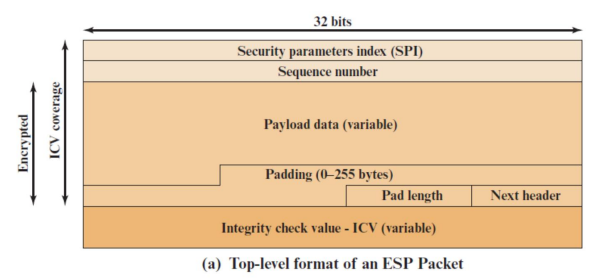 32 bits
Security parameters index (SPI)
Sequence number
Encrypted
ICV coverage
Payload data (variable)
Padding (0–255 bytes)
Pad length
Next header
Integrity check value - ICV (variable)
(a) Top-level format of an ESP Packet